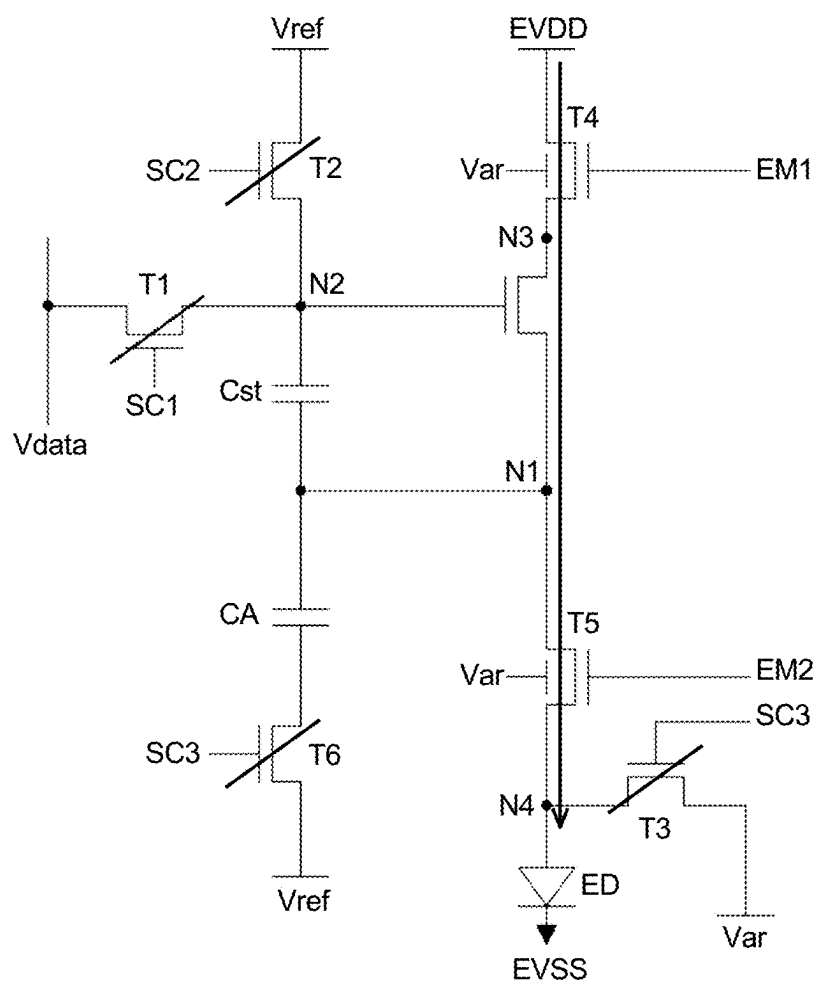 Vref
EVDD
T4
SC2
T2
Var
EM1
N3
T1
N2
SC1
Cst
Vdata
N1
CA
T5
Var
EM2
SC3
SC3
T6
N4
T3
ED
Vref
Var
EVSS